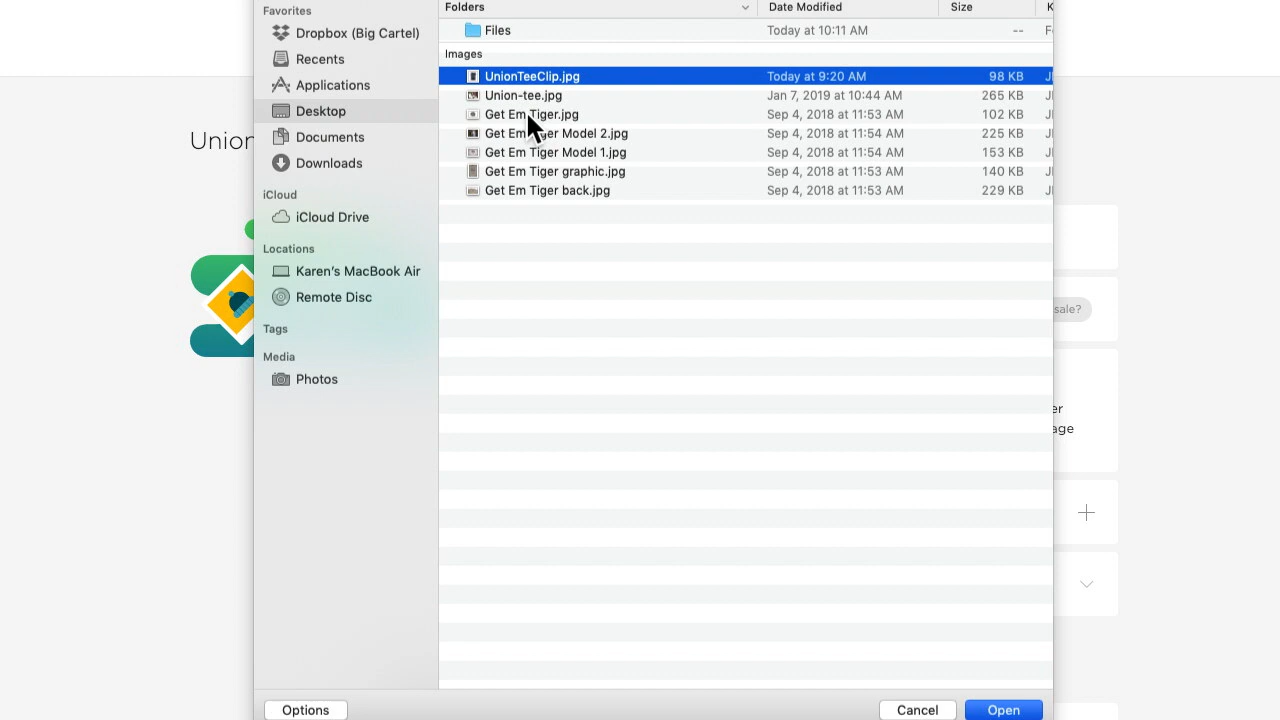 Favorites
Dropbox (Big Cartel)
Recents
Applications
Desktop
Documents
Downloads
iCloud
iCloud Drive
Locations
Karen's MacBook Air
Remote Disc
Tags
Media
Photos
Folders Date Modified Size K
Files Today at 10:11 AM -- F
Images
UnionTeeClip.jpg Today at 9:20 AM 98 KB
Union-tee.jpg Jan 7, 2019 at 10:44 AM 265 KB
Get Em Tiger.jpg Sep 4, 2018 at 11:53 AM 102 KB
Get Em Tiger Model 2.jpg Sep 4, 2018 at 11:54 AM 225 KB
Get Em Tiger Model 1.jpg Sep 4, 2018 at 11:54 AM 153 KB
Get Em Tiger graphic.jpg Sep 4, 2018 at 11:53 AM 140 KB
Get Em Tiger back.jpg Sep 4, 2018 at 11:53 AM 229 KB
Options Cancel Open
Union
sale?
er
age